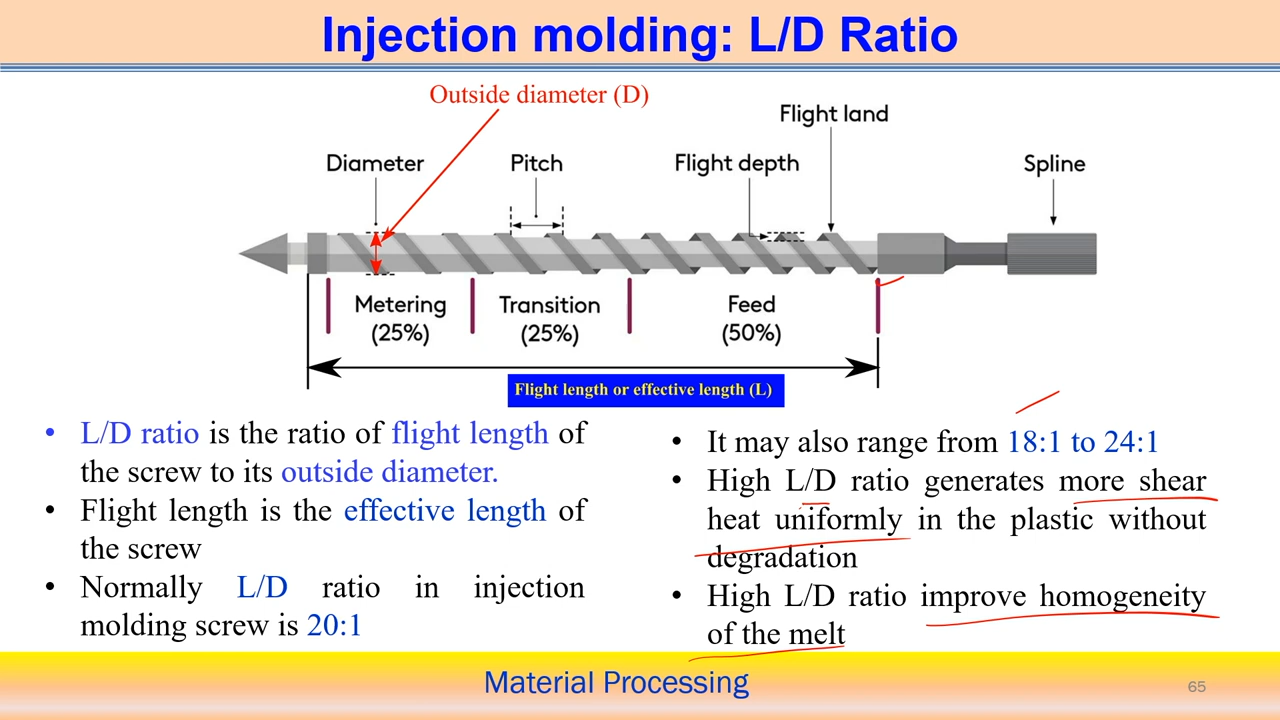 Injection molding: L/D Ratio
Outside diameter (D)
Flight land
Diameter
Pitch
Flight depth
Spline
Metering
(25%)
Transition
(25%)
Feed
(50%)
Flight length or effective length (L)
• L/D ratio is the ratio of flight length of
the screw to its outside diameter.
• Flight length is the effective length of
the screw
• Normally L/D ratio in injection
molding screw is 20:1
• It may also range from 18:1 to 24:1
• High L/D ratio generates more shear
heat uniformly in the plastic without
degradation
• High L/D ratio improve homogeneity
of the melt
Material Processing
65